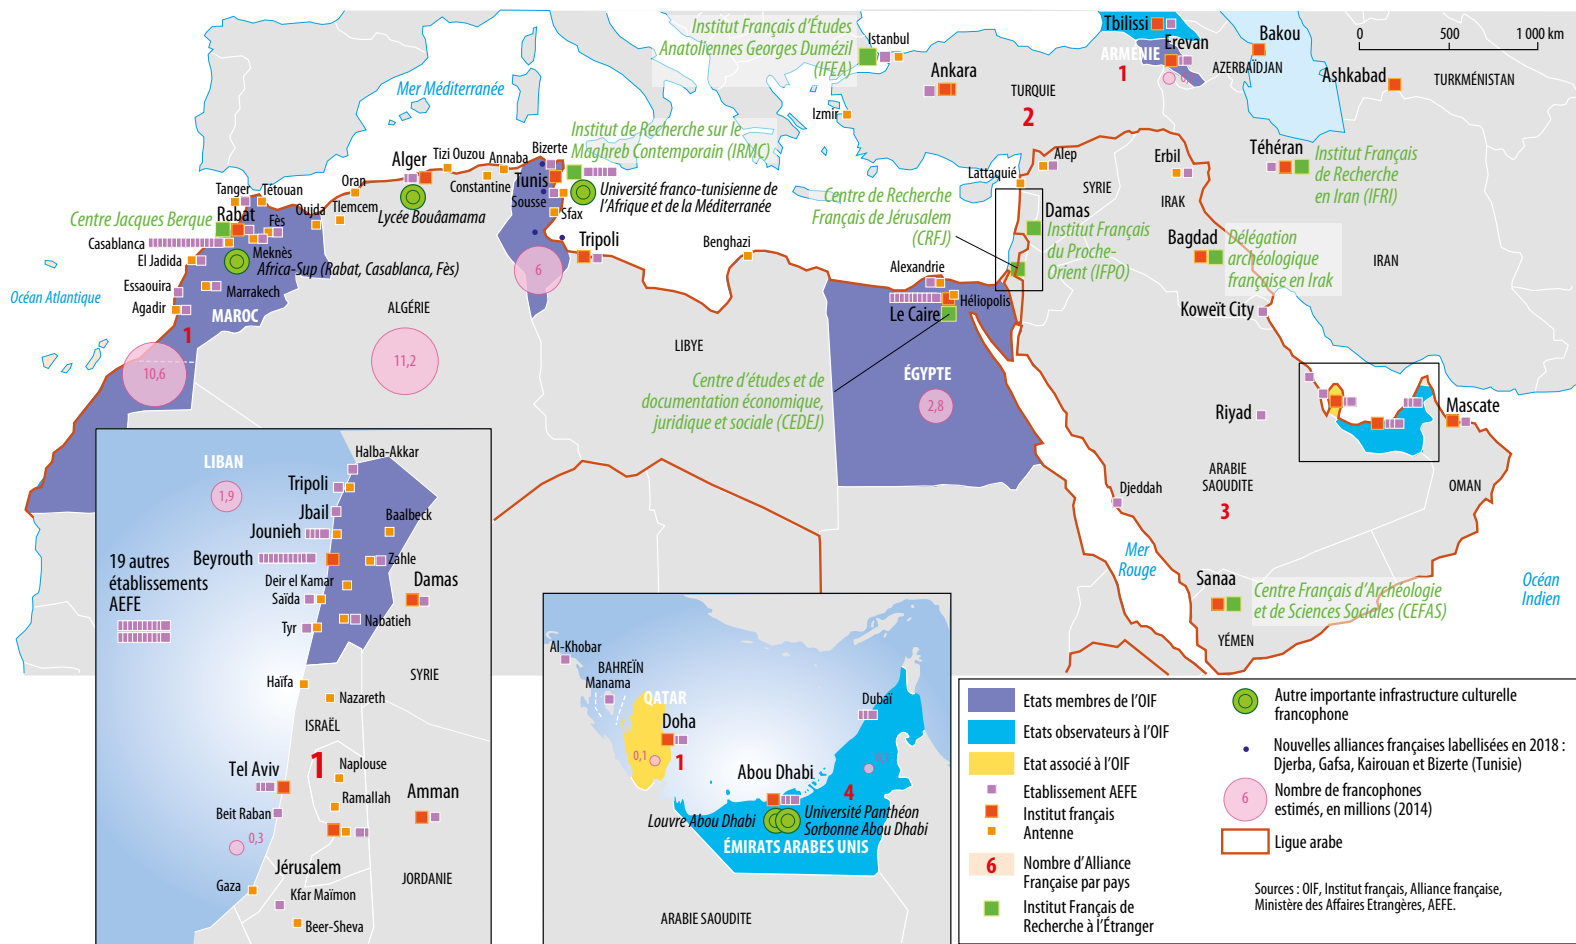 Institut Français d'Études
Anatoliennes Georges Dumézil
(IFEA)
Istanbul
Tbilissi
ARMÉNIE
Erevan
1
Bakou
AZERBAÏDJAN
0
500
1 000 km
Ashkabad
TURKMÉNISTAN
Mer Méditerranée
Ankara
TURQUIE
2
Izmir
Institut de Recherche sur le
Maghreb Contemporain (IRMC)
Bizerte
Tunis
Sousse
Sfax
Université franco-tunisienne de
l'Afrique et de la Méditerranée
Alger
Tizi Ouzou
Annaba
Constantine
Lycée Bouâamama
Oran
Tlemcem
Oujda
Tanger
Tétouan
Centre Jacques Berque
Rabat
Fès
Casablanca
Meknès
El Jadida
Africa-Sup (Rabat, Casablanca, Fès)
Essaouira
Marrakech
Agadir
MAROC
1
10,6
Océan Atlantique
ALGÉRIE
11,2
6
Tripoli
Benghazi
LIBYE
Centre de Recherche
Français de Jérusalem
(CRFJ)
Alep
Lattaquié
SYRIE
Damas
Institut Français
du Proche-
Orient (IFPO)
Erbil
IRAK
Bagdad
Délégation
archéologique
française en Irak
Téhéran
Institut Français
de Recherche
en Iran (IFRI)
IRAN
Koweït City
Alexandrie
Héliopolis
Le Caire
ÉGYPTE
2,8
Centre d'études et de
documentation économique,
juridique et sociale (CEDEJ)
Riyad
Mascate
ARABIE
SAOUDITE
3
OMAN
Djeddah
Mer
Rouge
Sanaa
Centre Français d'Archéologie
et de Sciences Sociales (CEFAS)
YÉMEN
Océan
Indien
LIBAN
1,9
Halba-Akkar
Tripoli
Jbail
Jounieh
Baalbeck
Beyrouth
Zahle
19 autres
établissements
AEFE
Deir el Kamar
Damas
Saïda
Nabatieh
Tyr
SYRIE
Haïfa
Nazareth
ISRAËL
1
Naplouse
Tel Aviv
Ramallah
Amman
Beit Raban
0,3
Jérusalem
Gaza
JORDANIE
Kfar Maïmon
Beer-Sheva
Al-Khobar
BAHREÏN
Manama
QATAR
Doha
0,1
1
Dubaï
Abou Dhabi
4
Louvre Abou Dhabi
Université Panthéon
Sorbonne Abou Dhabi
ÉMIRATS ARABES UNIS
ARABIE SAOUDITE
Etats membres de l'OIF
Etats observateurs à l'OIF
Etat associé à l'OIF
Etablissement AEFE
Institut français
Antenne
6
Nombre d'Alliance
Française par pays
Institut Français de
Recherche à l'Étranger
Autre importante infrastructure culturelle
francophone
Nouvelles alliances françaises labellisées en 2018 :
Djerba, Gafsa, Kairouan et Bizerte (Tunisie)
6
Nombre de francophones
estimés, en millions (2014)
Ligue arabe
Sources : OIF, Institut français, Alliance française,
Ministère des Affaires Etrangères, AEFE.